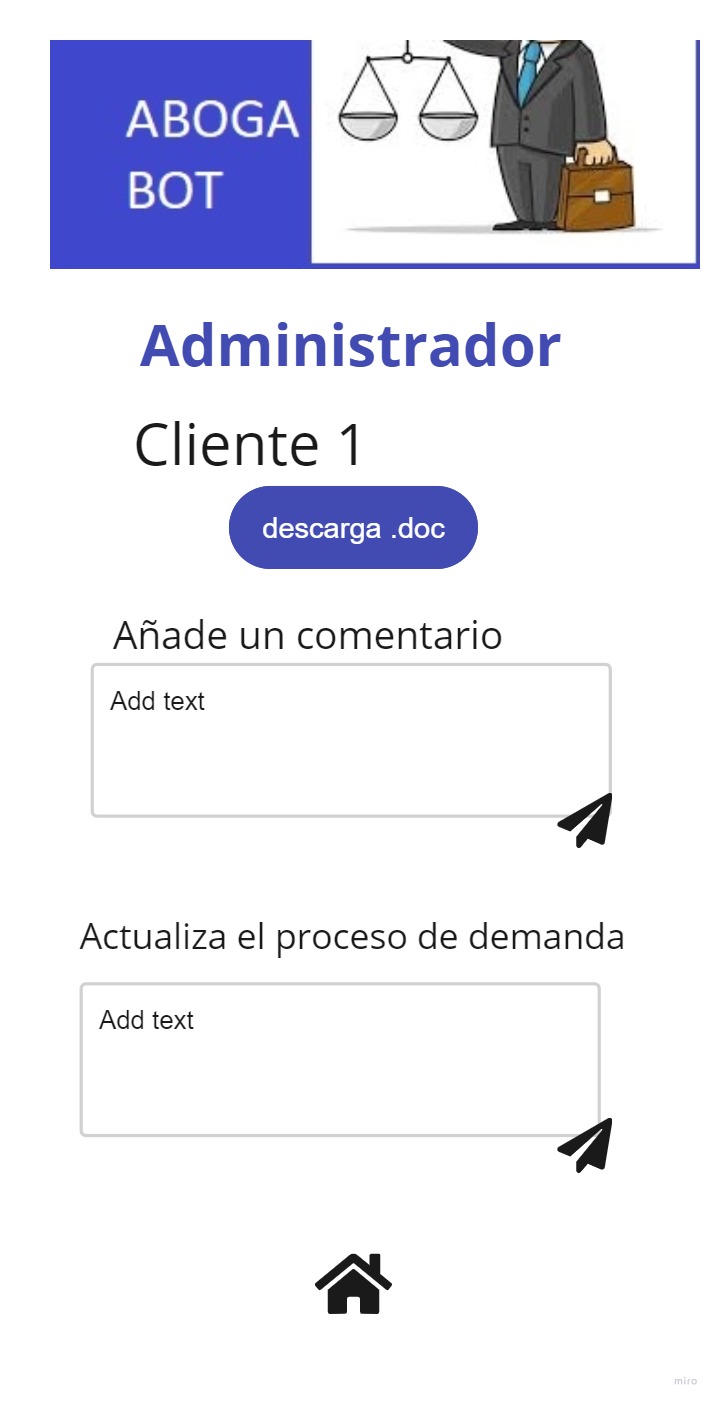 ABOGA
BOT
Administrador
Cliente 1
descarga .doc
Añade un comentario
Add text
Actualiza el proceso de demanda
Add text
miro